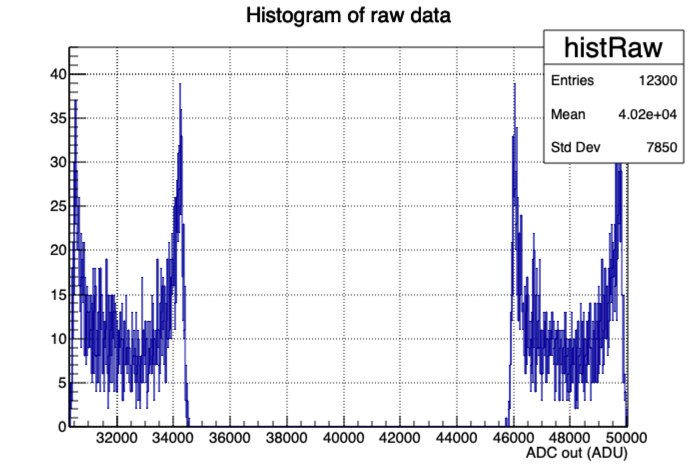 Histogram of raw data
histRaw
Entries 12300
Mean 4.02e+04
Std Dev 7850
40
35
30
25
20
15
10
5
0
32000 34000 36000 38000 40000 42000 44000 46000 48000 50000
ADC out (ADU)